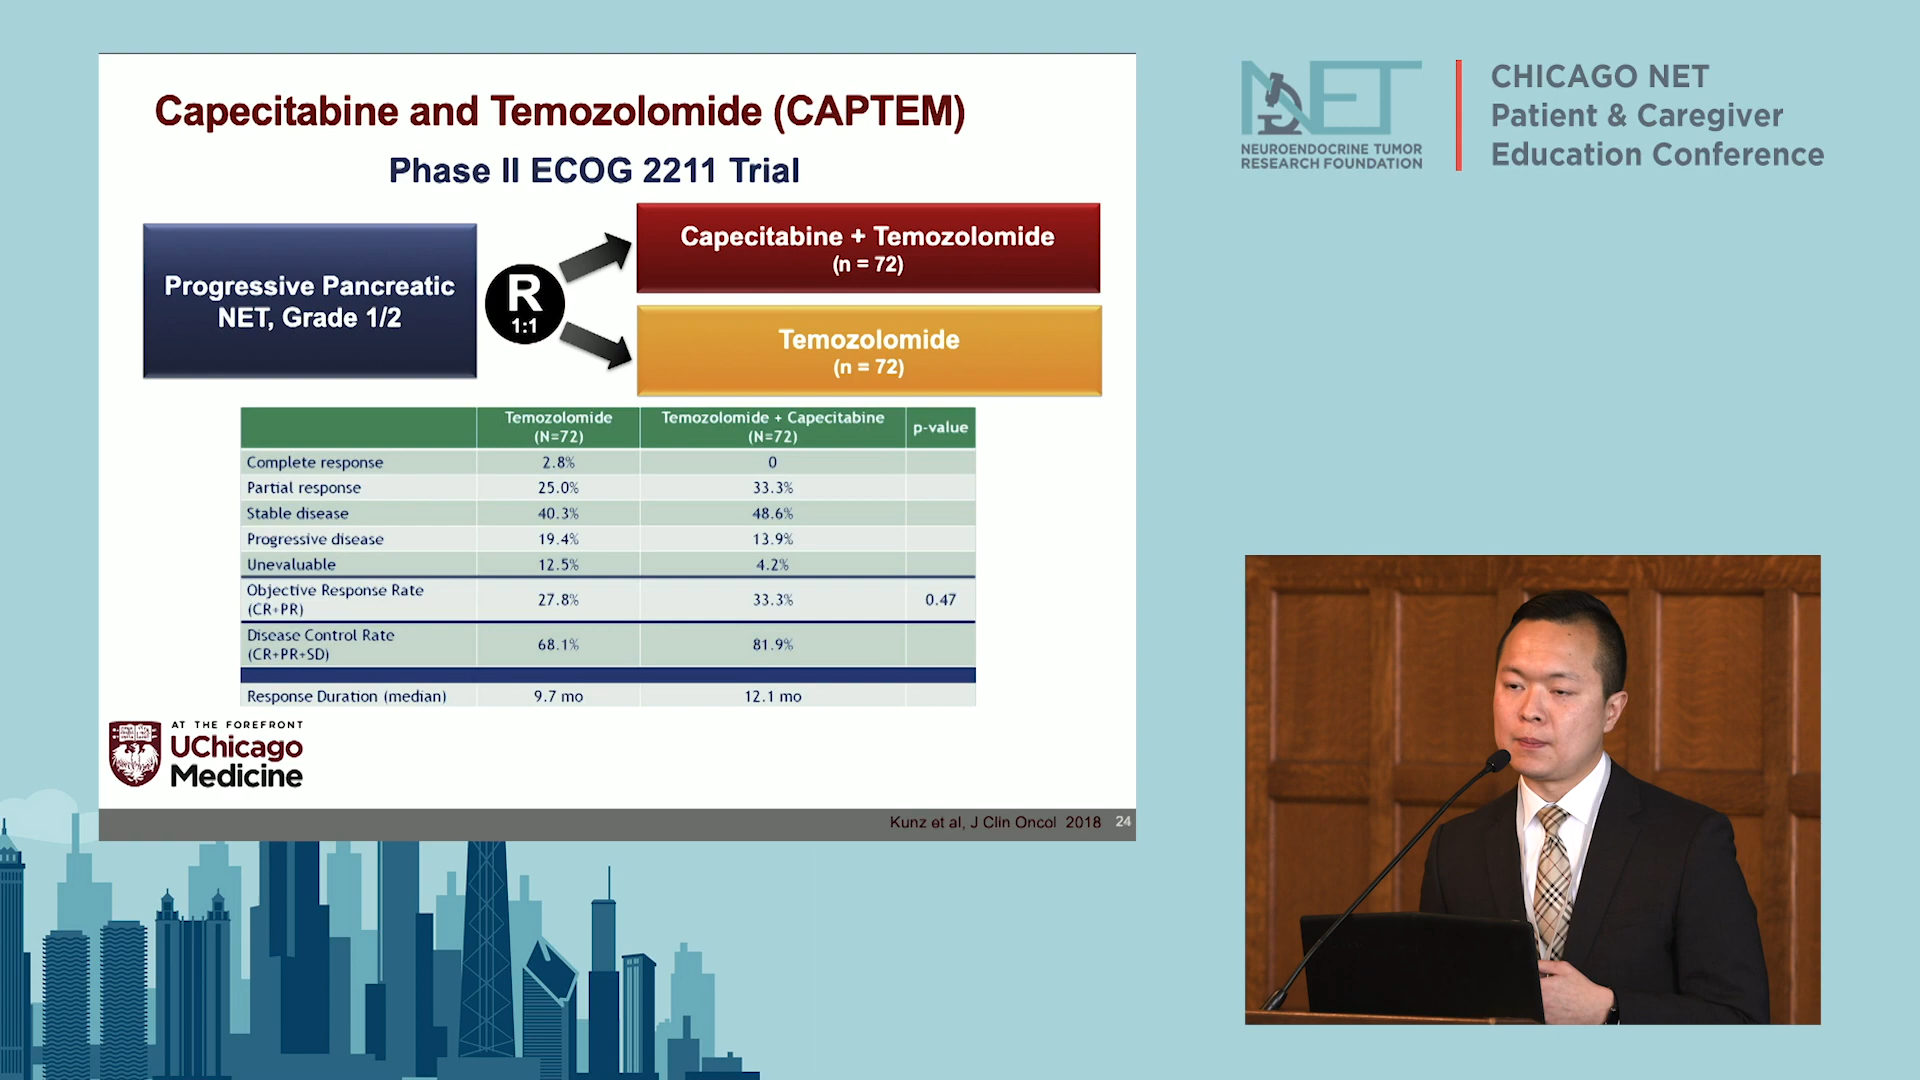 Capecitabine and Temozolomide (CAPTEM)
Phase II ECOG 2211 Trial
Progressive Pancreatic
NET, Grade 1/2
R
1:1
Capecitabine + Temozolomide
(n = 72)
Temozolomide
(n = 72)
Temozolomide
(N=72)
Temozolomide + Capecitabine
(N=72)
p-value
Complete response 2.8% 0
Partial response 25.0% 33.3%
Stable disease 40.3% 48.6%
Progressive disease 19.4% 13.9%
Unevaluable 12.5% 4.2%
Objective Response Rate
(CR+PR)
27.8% 33.3% 0.47
Disease Control Rate
(CR+PR+SD)
68.1% 81.9%
Response Duration (median) 9.7 mo 12.1 mo
AT THE FOREFRONT
UChicago
Medicine
Kunz et al, J Clin Oncol 2018 24
NET
NEUROENDOCRINE TUMOR
RESEARCH FOUNDATION
CHICAGO NET
Patient & Caregiver
Education Conference